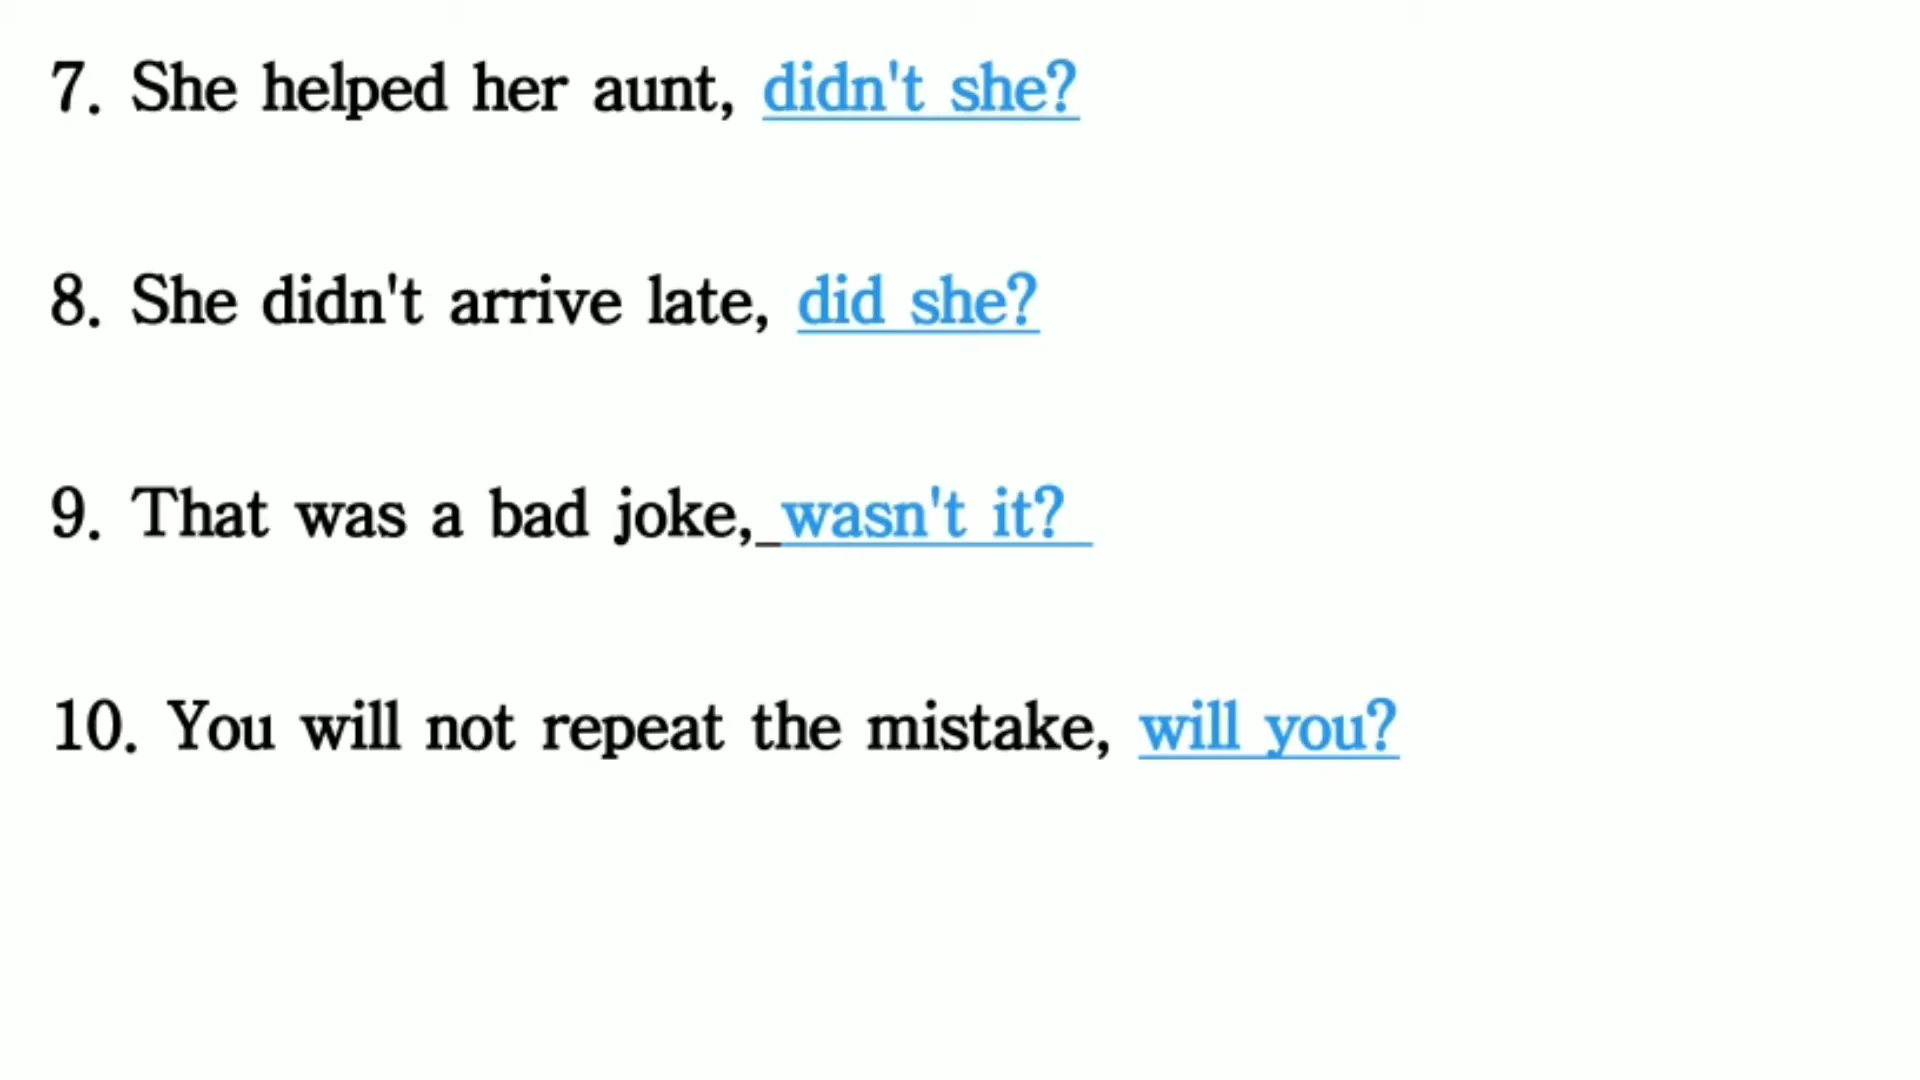 7. She helped her aunt, didn't she?
8. She didn't arrive late, did she?
9. That was a bad joke,_wasn't it?
10. You will not repeat the mistake, will you?